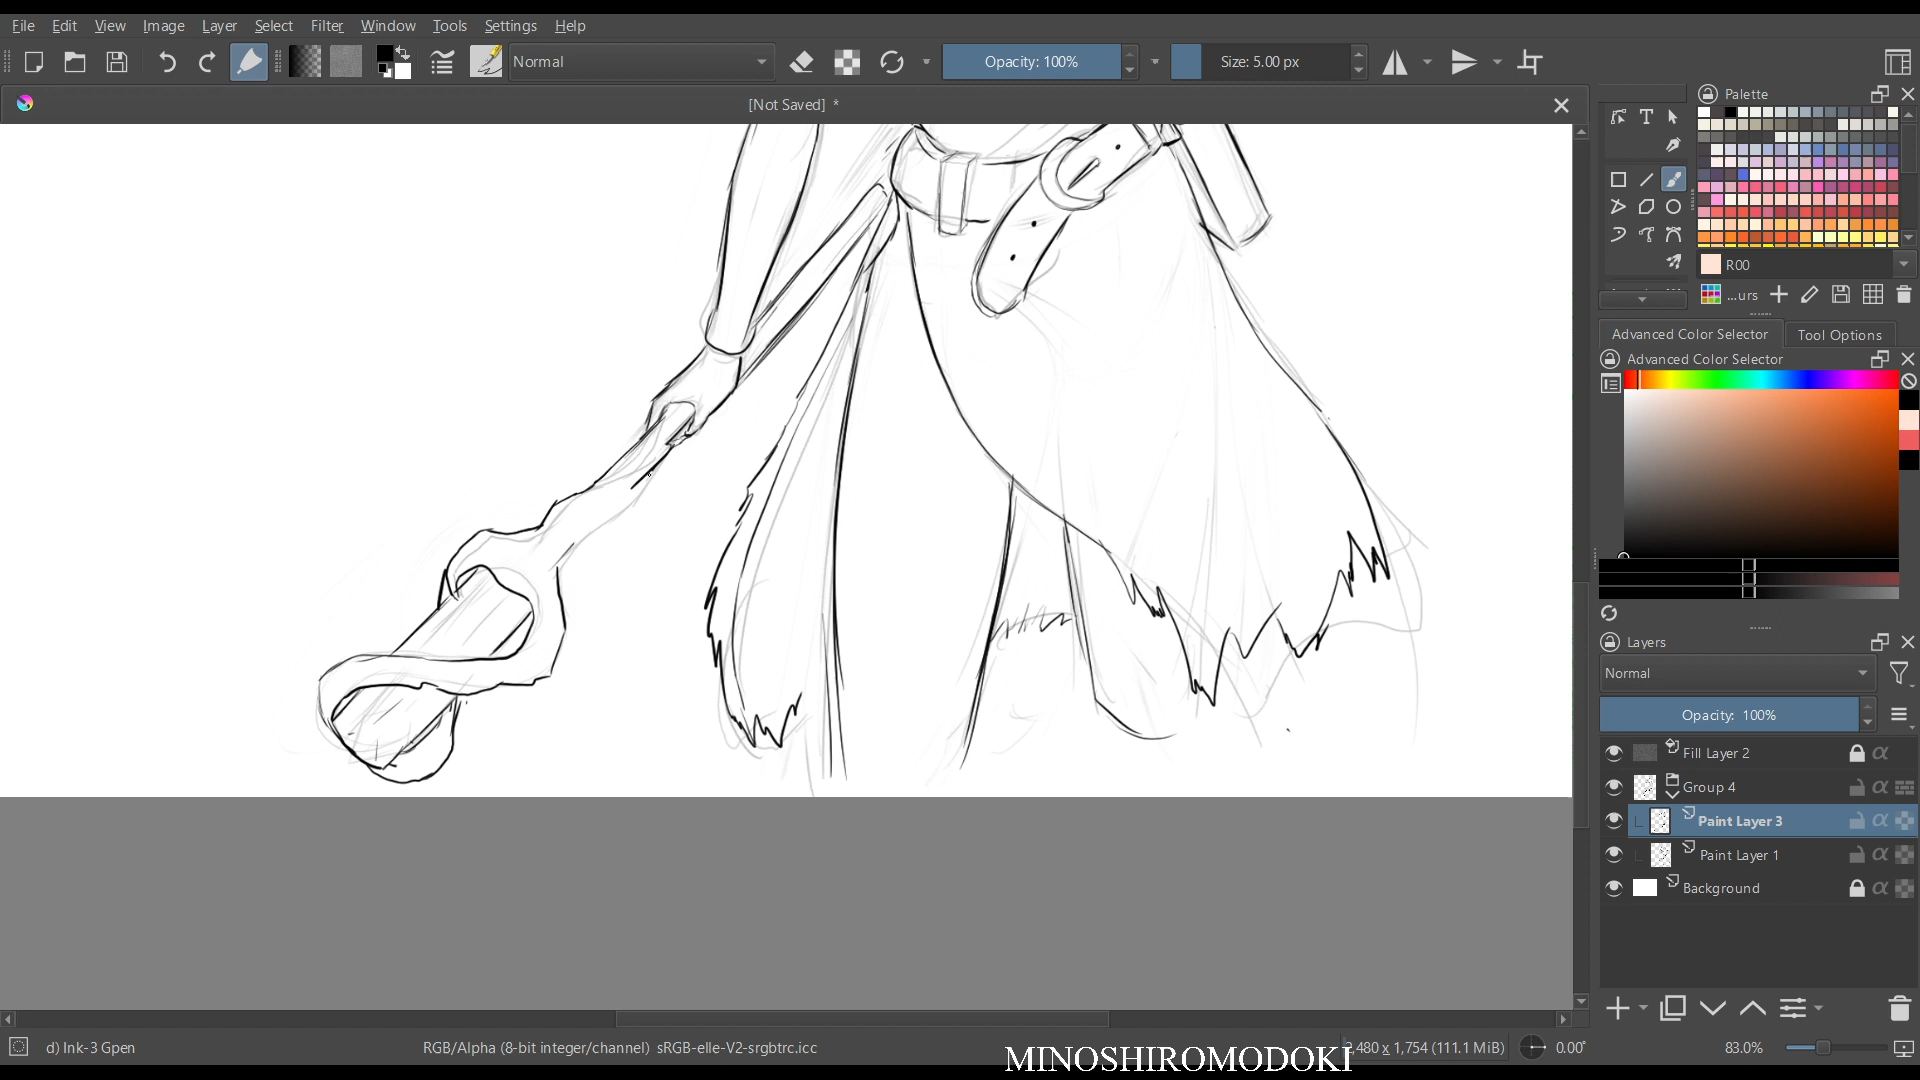 File Edit View Image Layer Select Filter Window Tools Settings Help
Normal
Opacity: 100%
Size: 5.00 px
[Not Saved] *
Palette
R00
...urs
Advanced Color Selector Tool Options
Advanced Color Selector
Layers
Normal
Opacity: 100%
Fill Layer 2
Group 4
Paint Layer 3
Paint Layer 1
Background
d) Ink-3 Gpen
RGB/Alpha (8-bit integer/channel) sRGB-elle-V2-srgbtrc.icc
2,480 x 1,754 (111.1 MiB)
0.00°
83.0%
MINOSHIROMODOKI